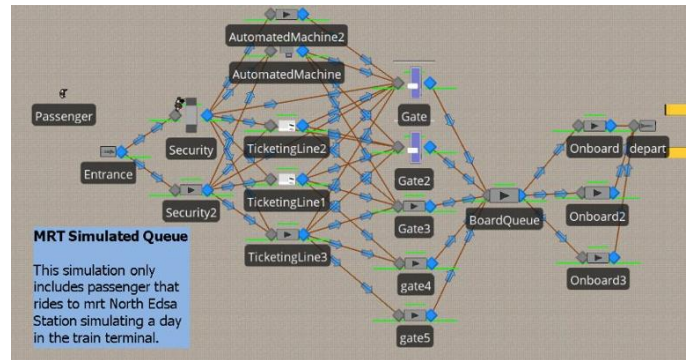 AutomatedMachine2
AutomatedMachine
Passenger
Security
TicketingLine2
Gate
Onboard
depart
Entrance
Security2
TicketingLine1
Gate2
Gate3
BoardQueue
Onboard2
TicketingLine3
gate4
Onboard3
gate5
MRT Simulated Queue
This simulation only
includes passenger that
rides to mrt North Edsa
Station simulating a day
in the train terminal.